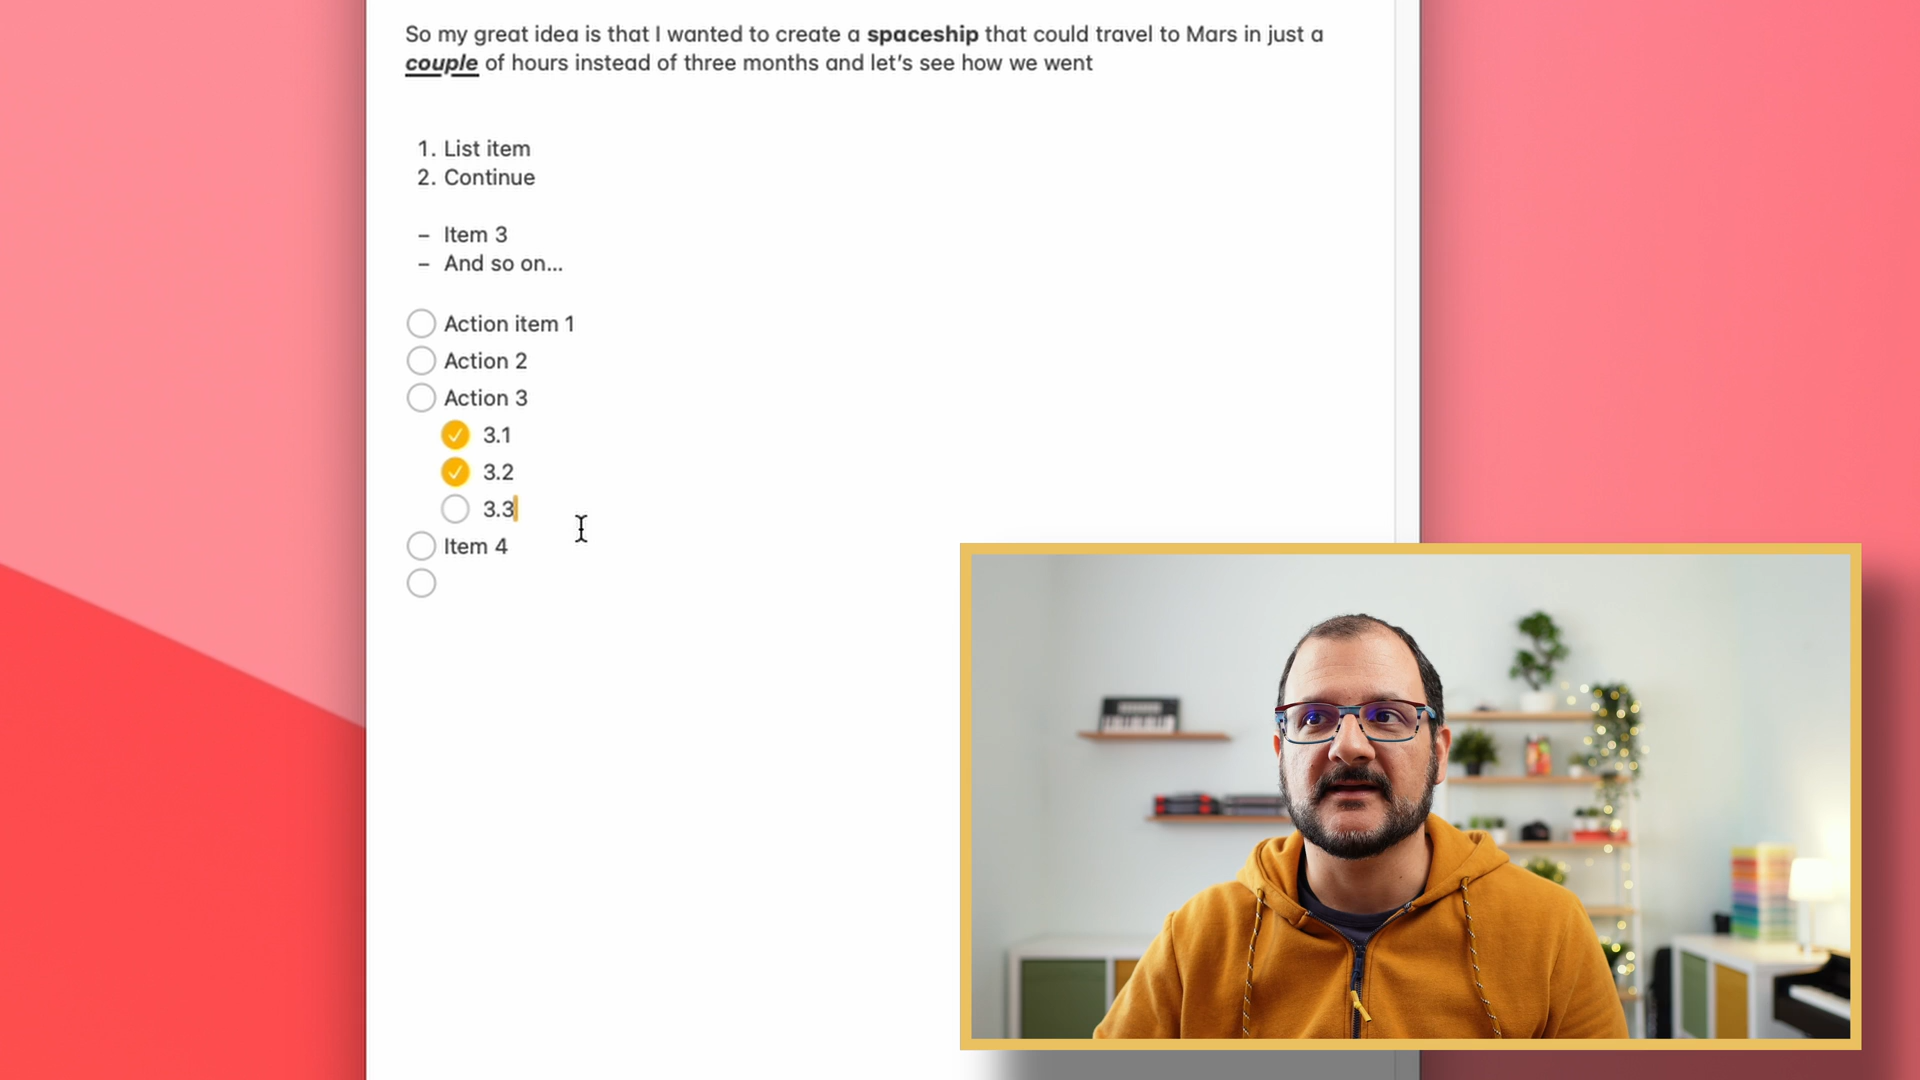 So my great idea is that I wanted to create a spaceship that could travel to Mars in just a
couple of hours instead of three months and let's see how we went
1. List item
2. Continue
– Item 3
– And so on...
Action item 1
Action 2
Action 3
3.1
3.2
3.3
Item 4